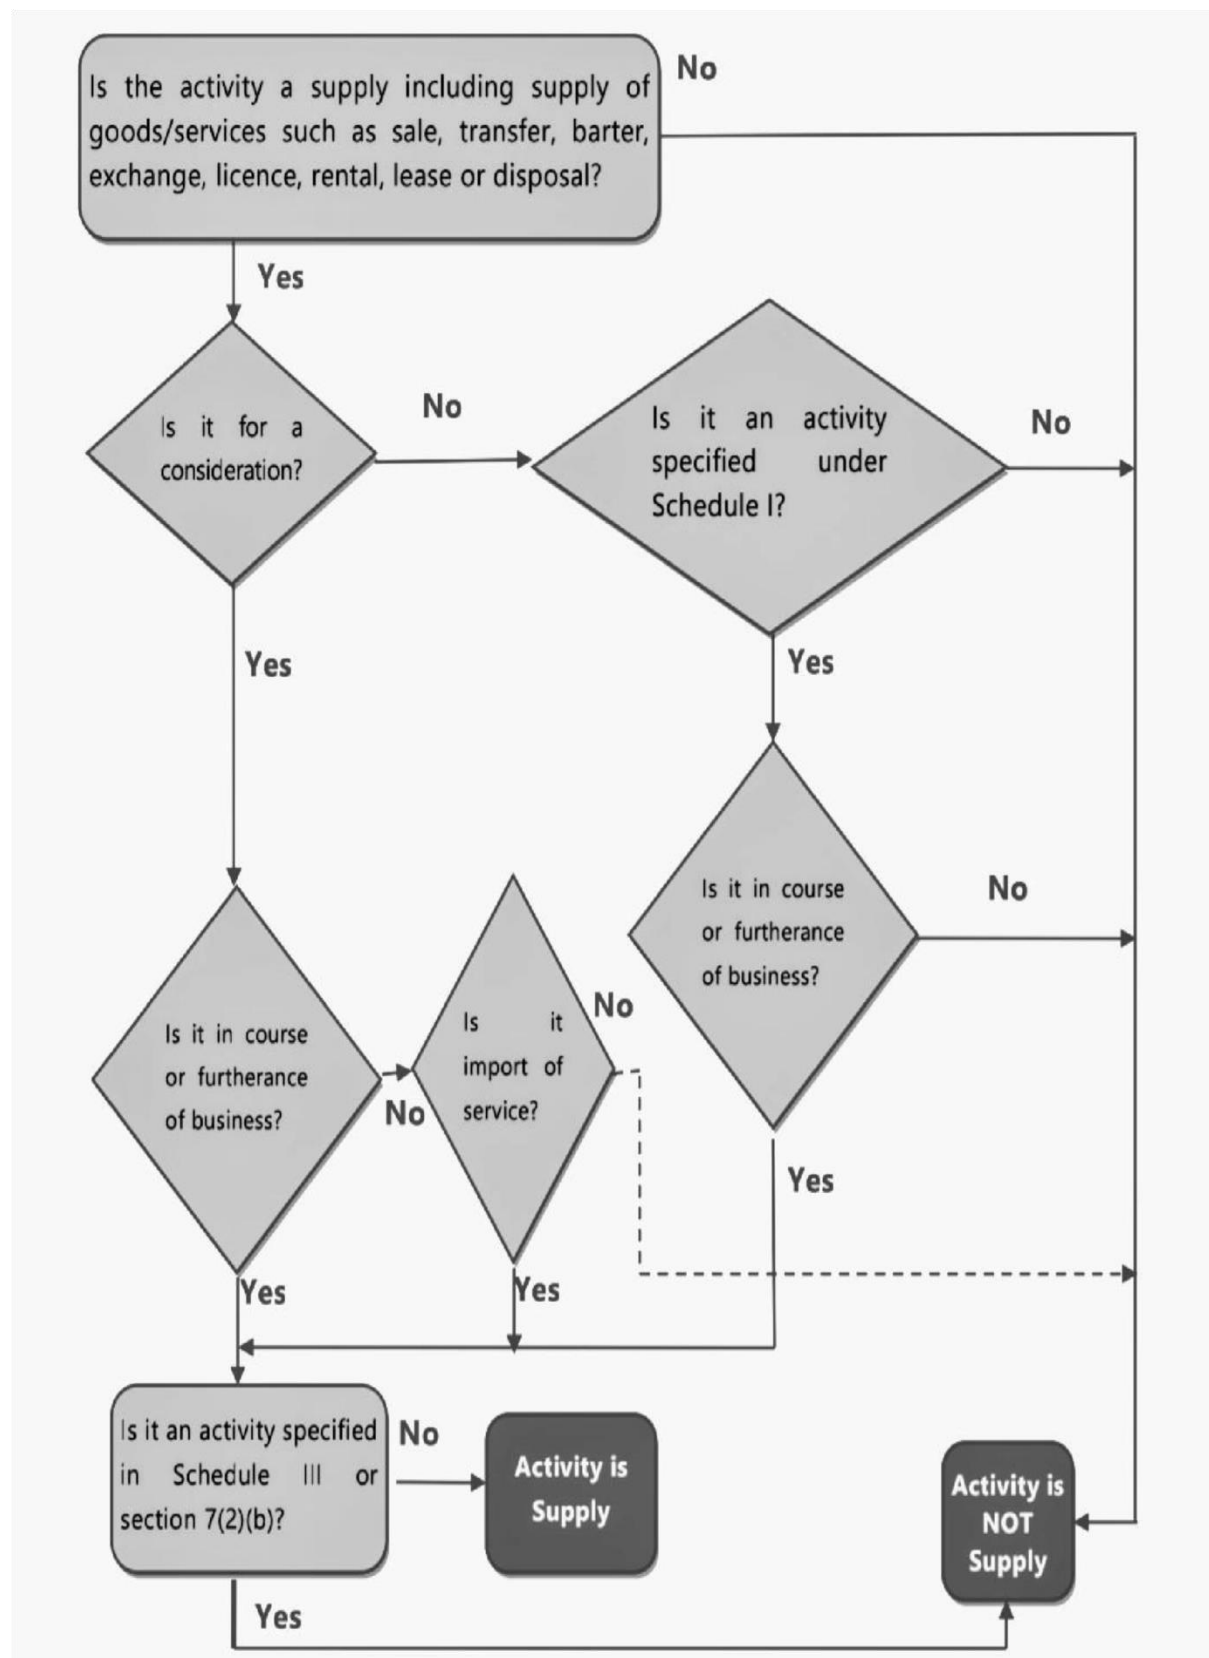 Is the activity a supply including supply of
goods/services such as sale, transfer, barter,
exchange, licence, rental, lease or disposal?
No
Yes
Is it for a
consideration?
No
Is it an activity
specified under
Schedule I?
No
Yes
Yes
Is it in course
or furtherance
of business?
No
Is it in course
or furtherance
of business?
No
Is it
import of
service?
No
Yes
Yes
Yes
Is it an activity specified
in Schedule III or
section 7(2)(b)?
No
Activity is
Supply
Activity is
NOT
Supply
Yes